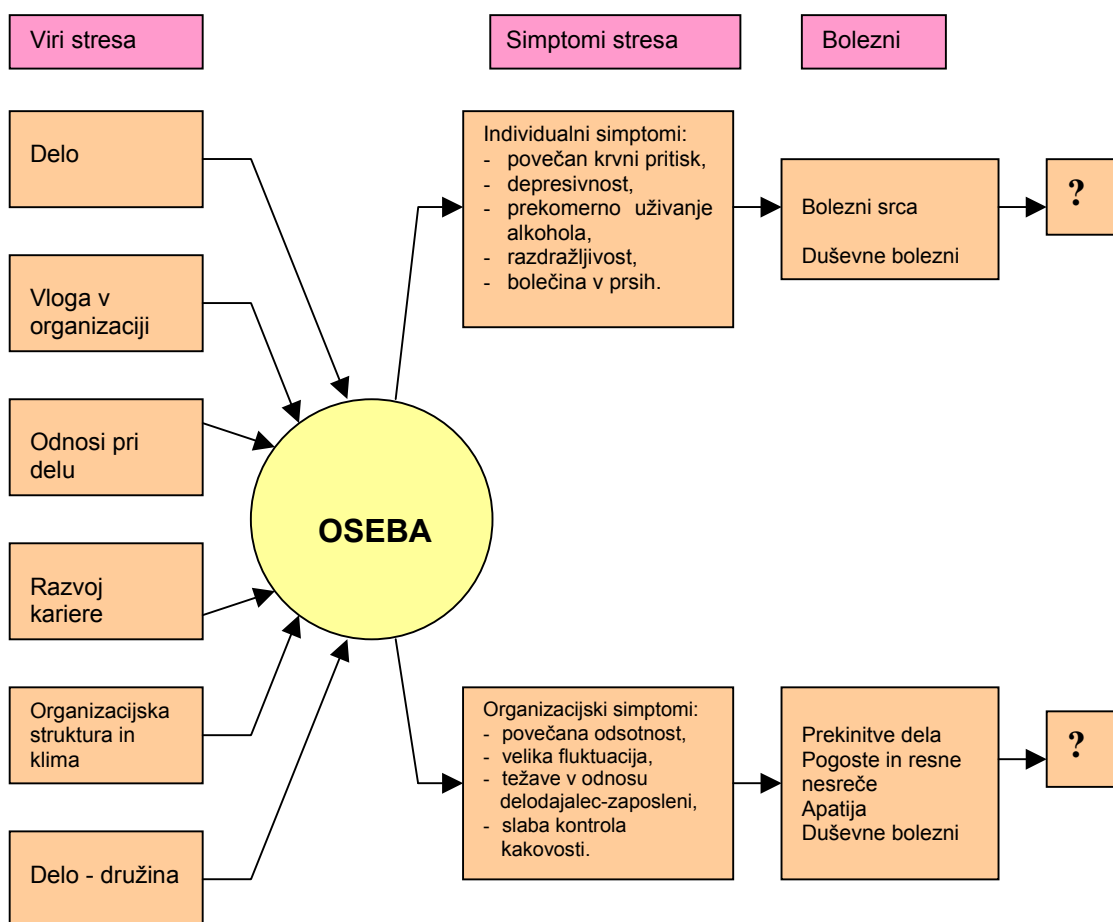 Viri stresa
Simptomi stresa
Bolezni
Delo
Vloga v
organizaciji
Odnosi pri
delu
Razvoj
kariere
Organizacijska
struktura in
klima
Delo - družina
OSEBA
Individualni simptomi:
- povečan krvni pritisk,
- depresivnost,
- prekomerno uživanje
alkohola,
- razdražljivost,
- bolečina v prsih.
Bolezni srca
Duševne bolezni
?
Organizacijski simptomi:
- povečana odsotnost,
- velika fluktuacija,
- težave v odnosu
delodajalec-zaposleni,
- slaba kontrola
kakovosti.
Prekinitve dela
Pogoste in resne
nesreče
Apatija
Duševne bolezni
?